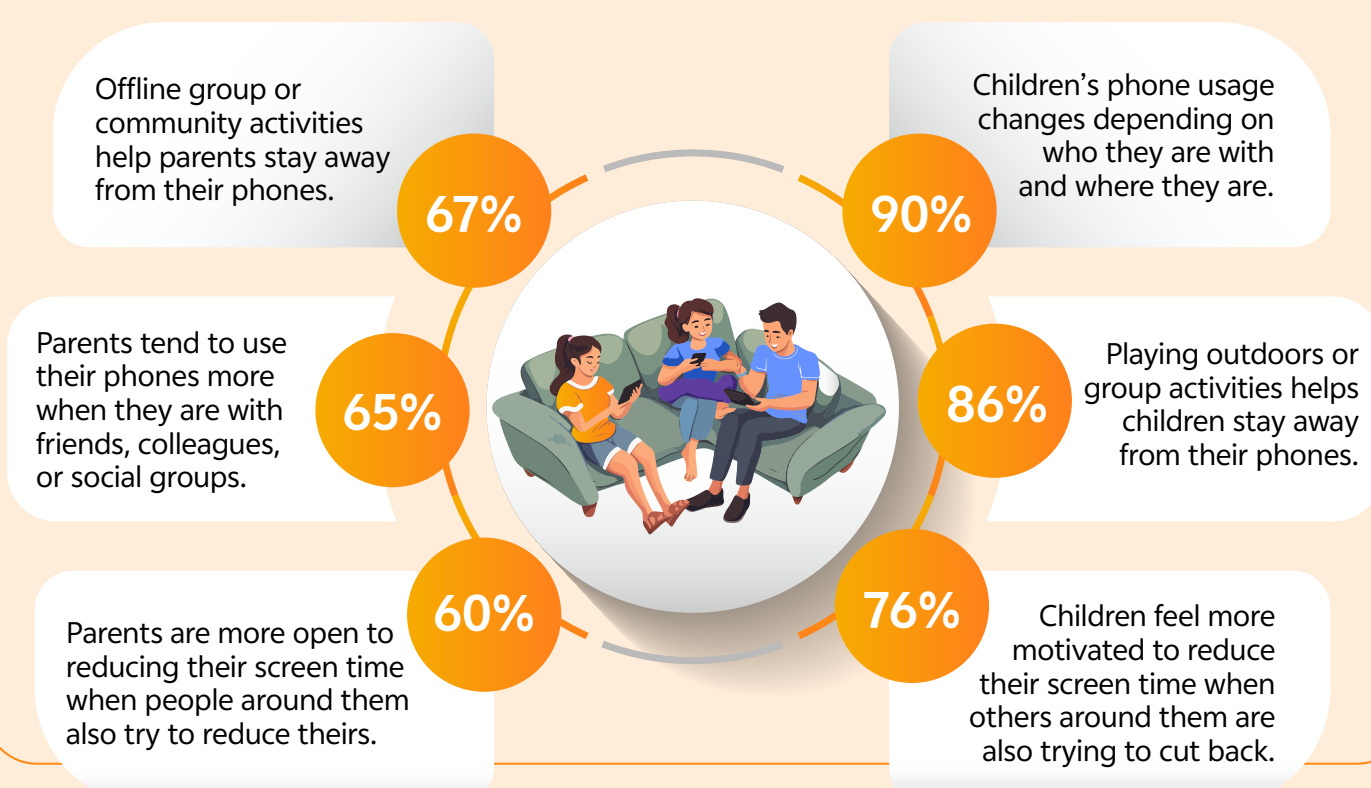 Offline group or
community activities
help parents stay away
from their phones.
67%
Parents tend to use
their phones more
when they are with
friends, colleagues,
or social groups.
65%
Parents are more open to
reducing their screen time
when people around them
also try to reduce theirs.
60%
Children’s phone usage
changes depending on
who they are with
and where they are.
90%
Playing outdoors or
group activities helps
children stay away
from their phones.
86%
Children feel more
motivated to reduce
their screen time when
others around them are
also trying to cut back.
76%